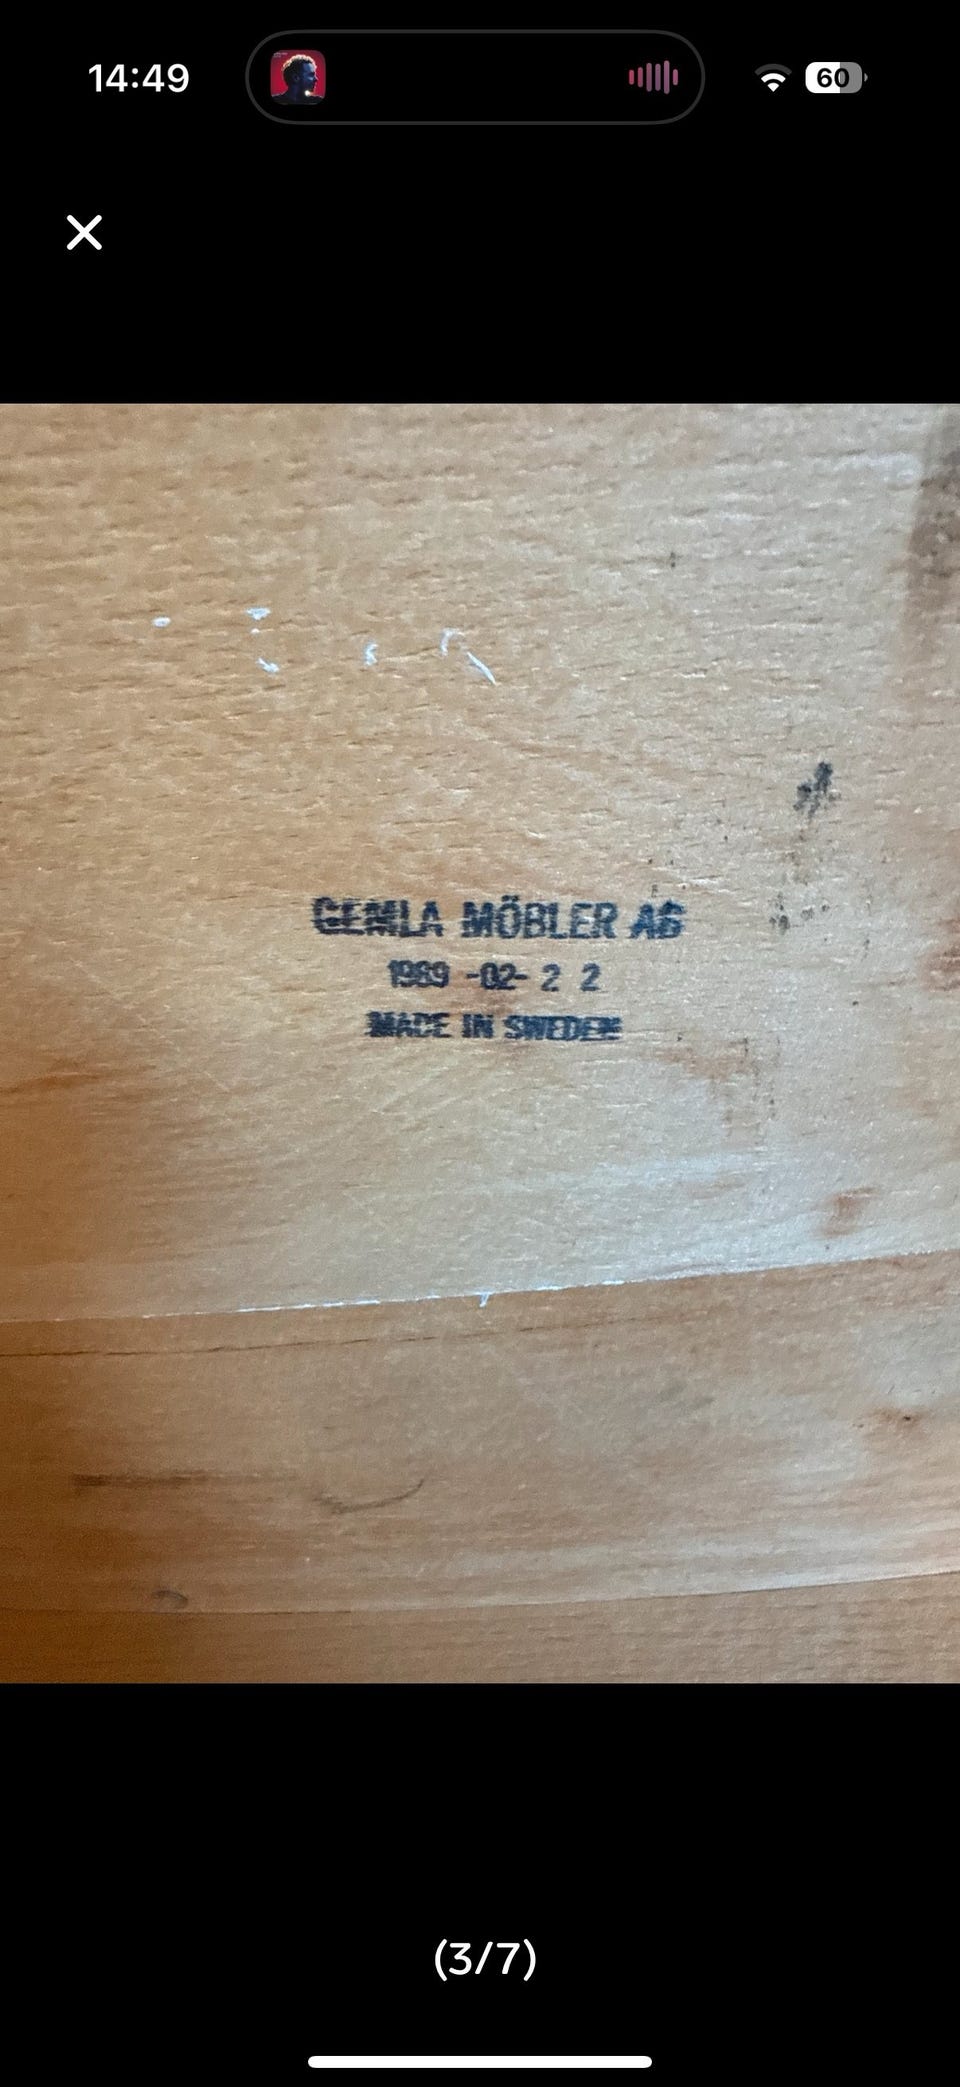 14:49
60
GEMLA MÖBLER AB
1989 -02- 2 2
MADE IN SWEDEN
(3/7)